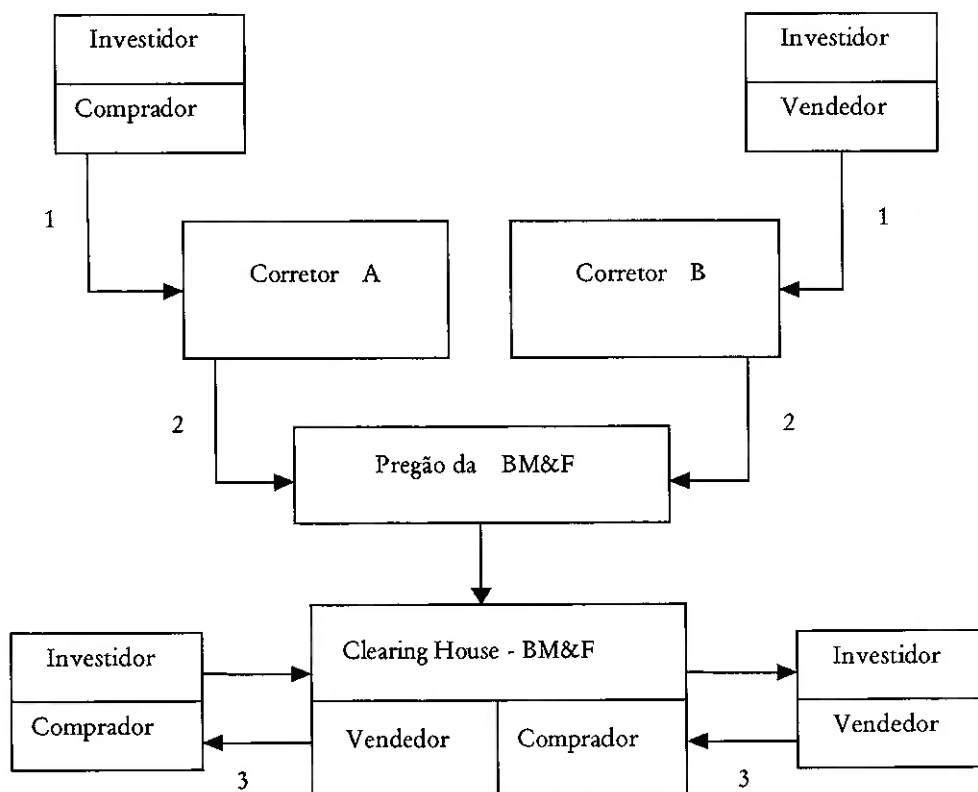 Investidor
Investidor
Comprador
Vendedor
1
1
Corretor A
Corretor B
2
2
Pregão da BM&F
Investidor
Clearing House - BM&F
Investidor
Comprador
Vendedor
Comprador
Vendedor
3
3